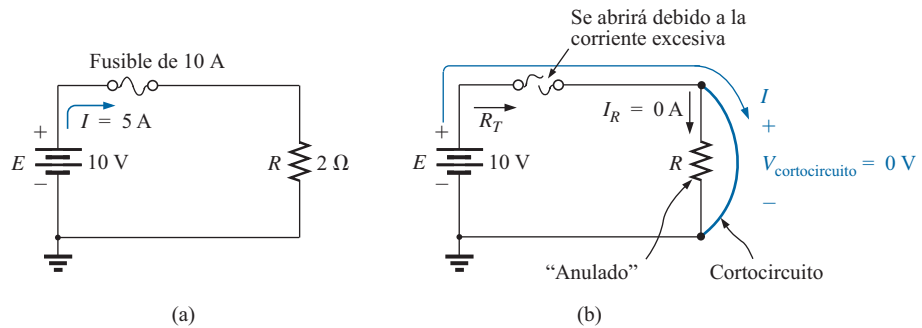 Fusible de 10 A
I = 5 A
+
E
10 V
−
R
2 Ω
(a)
Se abrirá debido a la
corriente excesiva
I
+
R_T
I_R = 0 A
+
E
10 V
−
R
V_cortocircuito = 0 V
−
“Anulado”
Cortocircuito
(b)